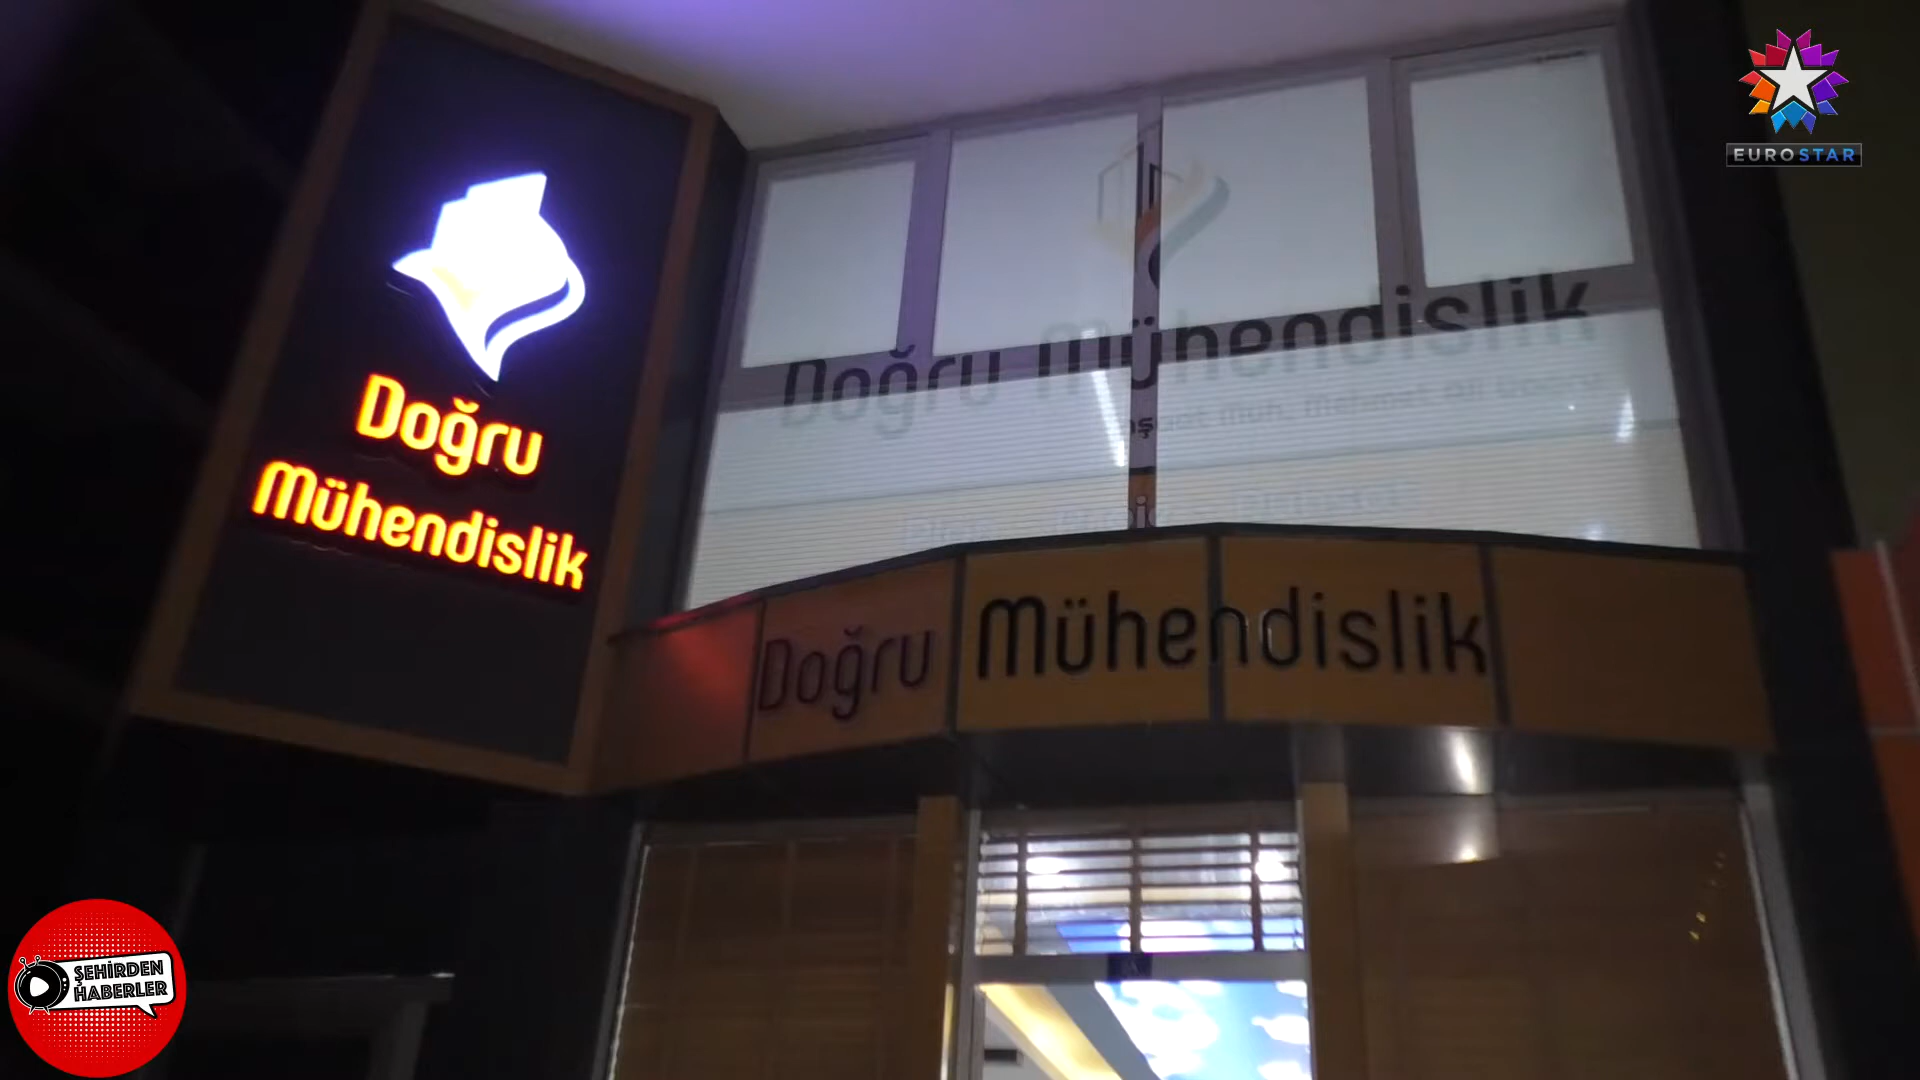 EUROSTAR
Doğru
Mühendislik
Doğru Mühendislik
Doğru Mühendislik
ŞEHİRDEN
HABERLER